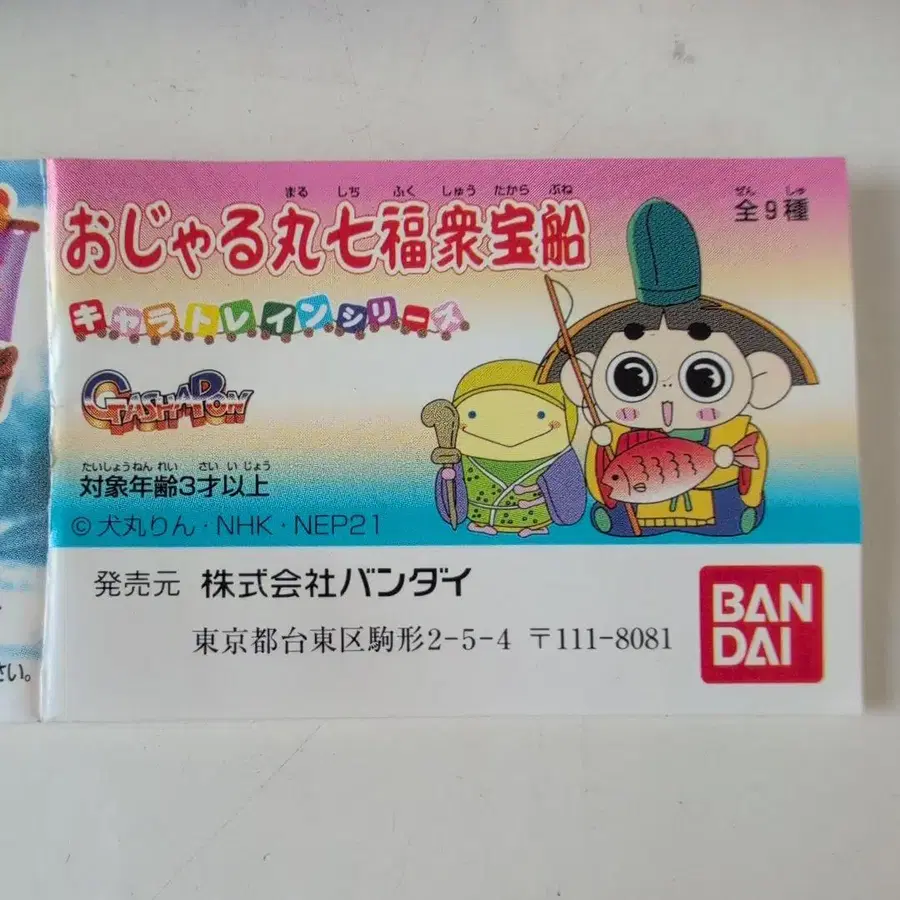 まる しち ふく しゅう たから ぶね
おじゃる丸七福衆宝船
ぜん しゅ
全9種
キャラトレインシリーズ
GASHAPON
たいしょうねんれい さいいじょう
対象年齢3才以上
© 犬丸りん・NHK・NEP21
発売元 株式会社バンダイ
東京都台東区駒形2-5-4 〒111-8081
BAN
DAI
さい。